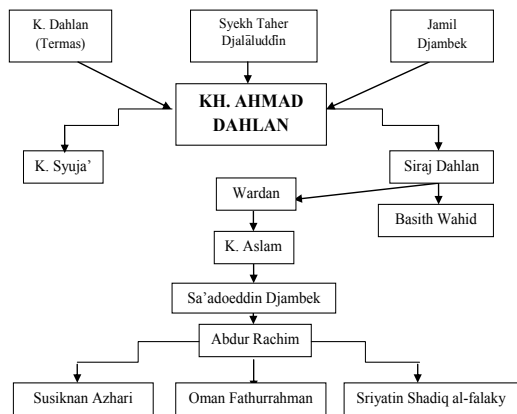 K. Dahlan
(Termas)
Syekh Taher
Djalāluddīn
Jamil
Djambek
KH. AHMAD
DAHLAN
K. Syuja’
Siraj Dahlan
Wardan
Basith Wahid
K. Aslam
Sa’adoeddin Djambek
Abdur Rachim
Susiknan Azhari
Oman Fathurrahman
Sriyatin Shadiq al-falaky